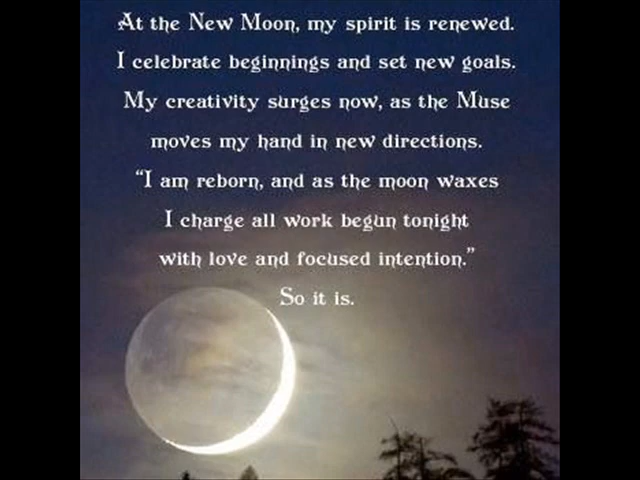 At the New Moon, my spirit is renewed.
I celebrate beginnings and set new goals.
My creativity surges now, as the Muse
moves my hand in new directions.
“I am reborn, and as the moon waxes
I charge all work begun tonight
with love and focused intention.”
So it is.